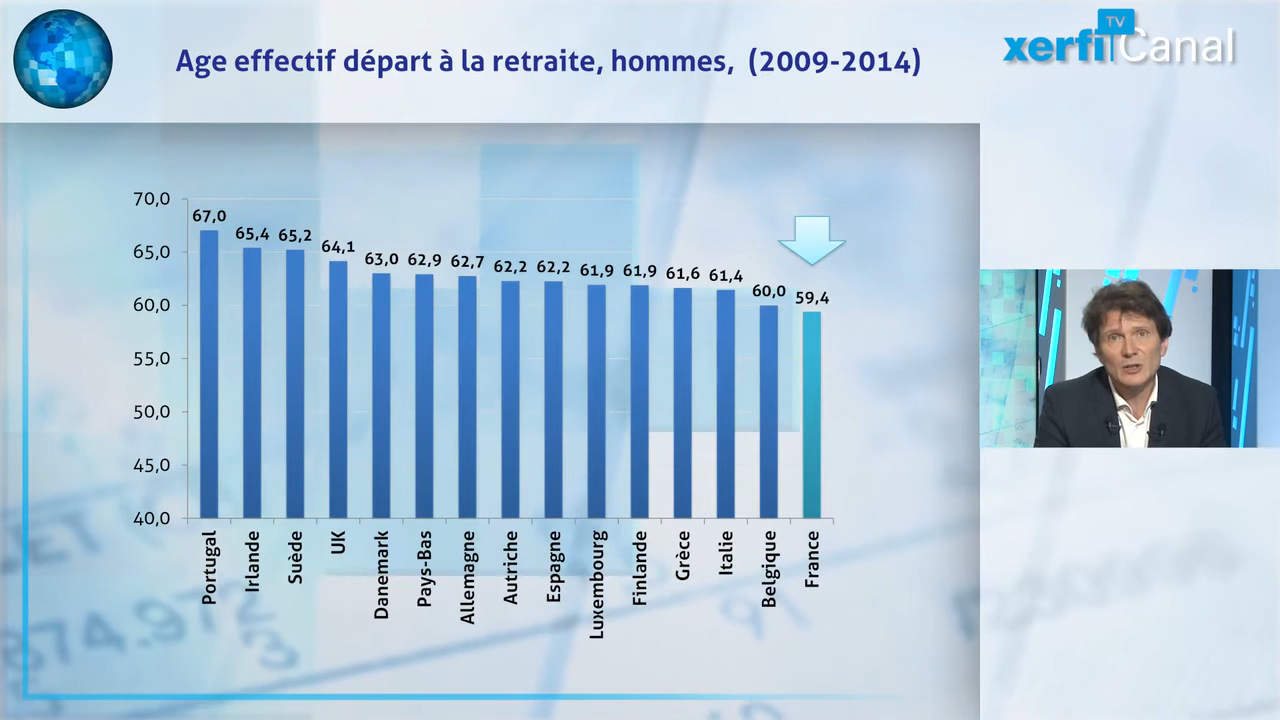 Age effectif départ à la retraite, hommes, (2009-2014)
xerfi TV Canal
70,0
65,0
60,0
55,0
50,0
45,0
40,0
67,0
65,4
65,2
64,1
63,0
62,9
62,7
62,2
62,2
61,9
61,9
61,6
61,4
60,0
59,4
Portugal
Irlande
Suède
UK
Danemark
Pays-Bas
Allemagne
Autriche
Espagne
Luxembourg
Finlande
Grèce
Italie
Belgique
France